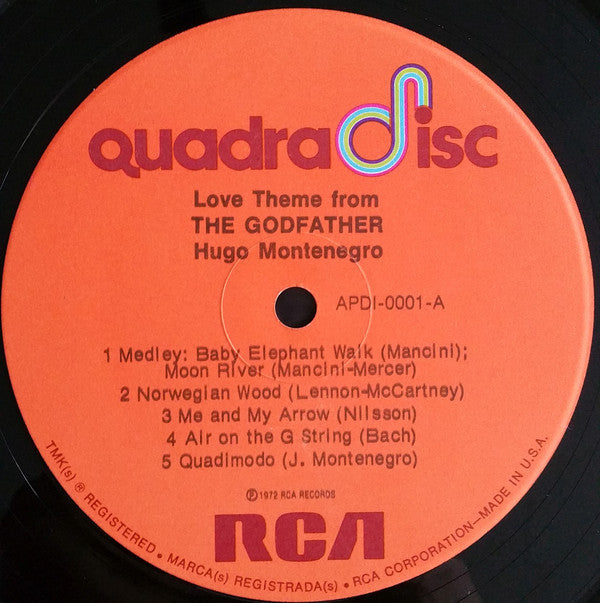 quadradisc
Love Theme from
THE GODFATHER
Hugo Montenegro
APDI-0001-A
1 Medley: Baby Elephant Walk (Mancini);
Moon River (Mancini-Mercer)
2 Norwegian Wood (Lennon-McCartney)
3 Me and My Arrow (Nilsson)
4 Air on the G String (Bach)
5 Quadimodo (J. Montenegro)
Ⓟ1972 RCA RECORDS
RCA
TMK(s) ® REGISTERED. • MARCA(s) REGISTRADA(s) • RCA CORPORATION—MADE IN U.S.A.